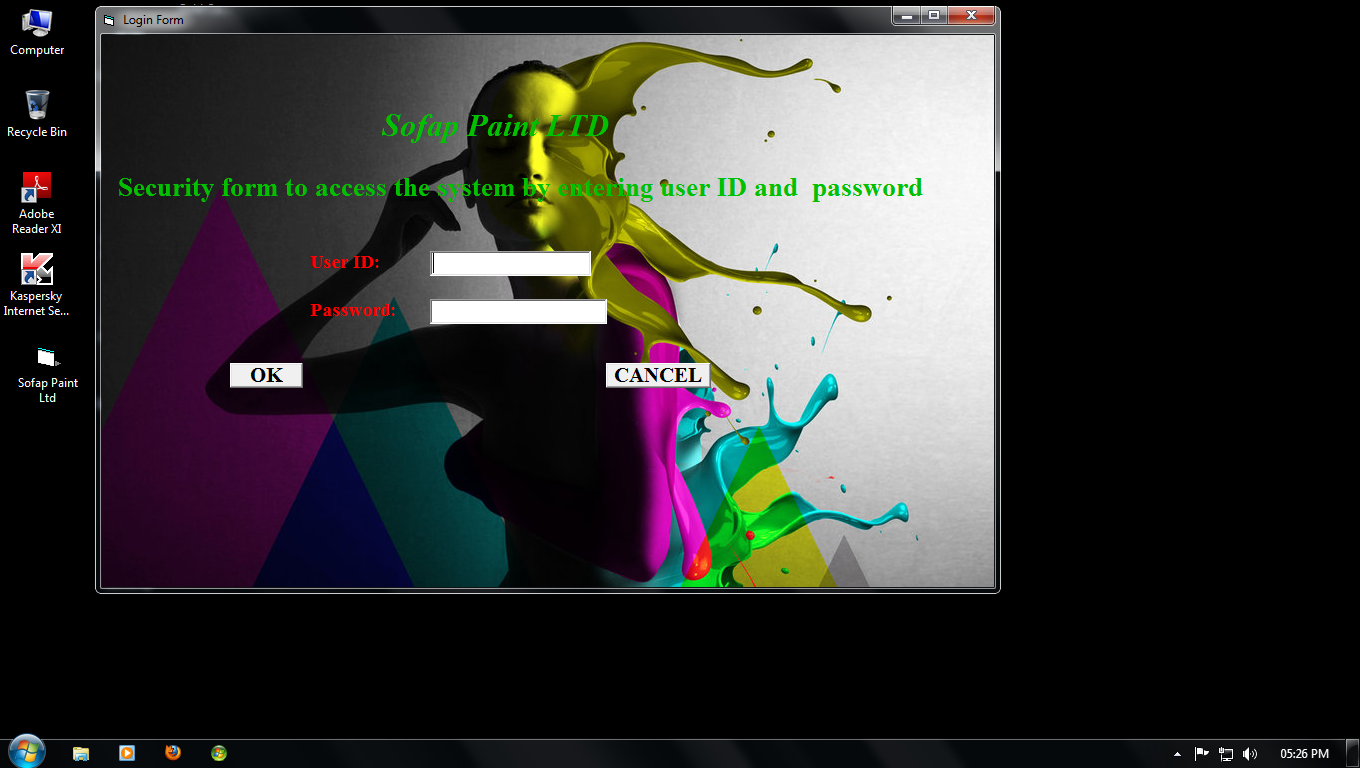 Computer
Recycle Bin
Adobe
Reader XI
Kaspersky
Internet Se...
Sofap Paint
Ltd
Login Form
Sofap Paint LTD
Security form to access the system by entering user ID and  password
User ID:
Password:
OK
CANCEL
05:26 PM